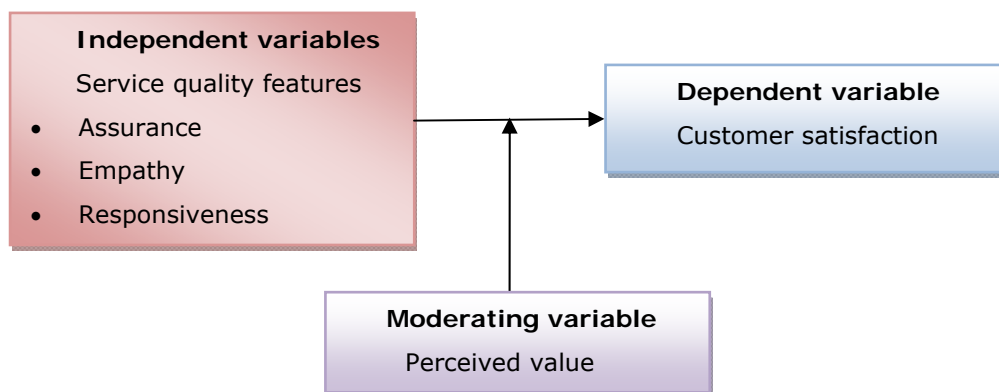 Independent variables
Service quality features
• Assurance
• Empathy
• Responsiveness
Dependent variable
Customer satisfaction
Moderating variable
Perceived value